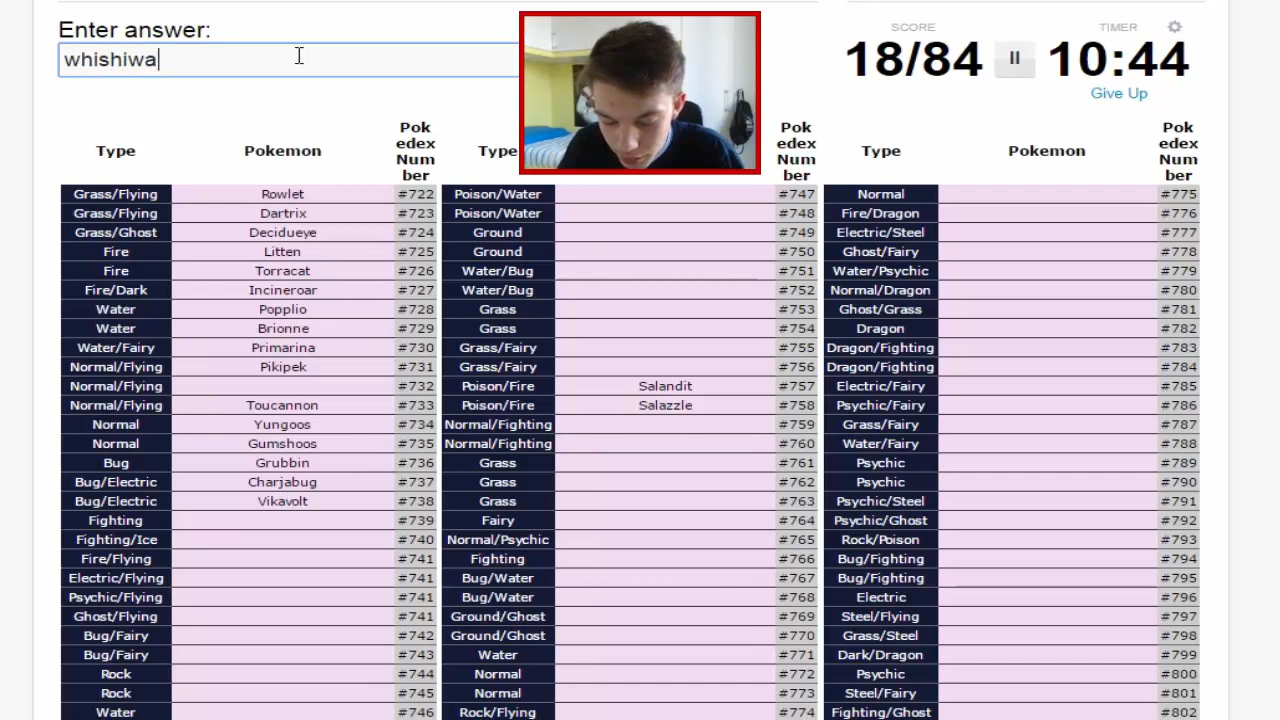 Enter answer:
whishiwa
SCORE
18/84
TIMER
10:44
Give Up
Type Pokemon Pok edex Num ber Type Pok edex Num ber Type Pokemon Pok edex Num ber
Grass/Flying Rowlet #722 Poison/Water #747 Normal #775
Grass/Flying Dartrix #723 Poison/Water #748 Fire/Dragon #776
Grass/Ghost Decidueye #724 Ground #749 Electric/Steel #777
Fire Litten #725 Ground #750 Ghost/Fairy #778
Fire Torracat #726 Water/Bug #751 Water/Psychic #779
Fire/Dark Incineroar #727 Water/Bug #752 Normal/Dragon #780
Water Popplio #728 Grass #753 Ghost/Grass #781
Water Brionne #729 Grass #754 Dragon #782
Water/Fairy Primarina #730 Grass/Fairy #755 Dragon/Fighting #783
Normal/Flying Pikipek #731 Grass/Fairy #756 Dragon/Fighting #784
Normal/Flying #732 Poison/Fire Salandit #757 Electric/Fairy #785
Normal/Flying Toucannon #733 Poison/Fire Salazzle #758 Psychic/Fairy #786
Normal Yungoos #734 Normal/Fighting #759 Grass/Fairy #787
Normal Gumshoos #735 Normal/Fighting #760 Water/Fairy #788
Bug Grubbin #736 Grass #761 Psychic #789
Bug/Electric Charjabug #737 Grass #762 Psychic #790
Bug/Electric Vikavolt #738 Grass #763 Psychic/Steel #791
Fighting #739 Fairy #764 Psychic/Ghost #792
Fighting/Ice #740 Normal/Psychic #765 Rock/Poison #793
Fire/Flying #741 Fighting #766 Bug/Fighting #794
Electric/Flying #741 Bug/Water #767 Bug/Fighting #795
Psychic/Flying #741 Bug/Water #768 Electric #796
Ghost/Flying #741 Ground/Ghost #769 Steel/Flying #797
Bug/Fairy #742 Ground/Ghost #770 Grass/Steel #798
Bug/Fairy #743 Water #771 Dark/Dragon #799
Rock #744 Normal #772 Psychic #800
Rock #745 Normal #773 Steel/Fairy #801
Water #746 Rock/Flying #774 Fighting/Ghost #802